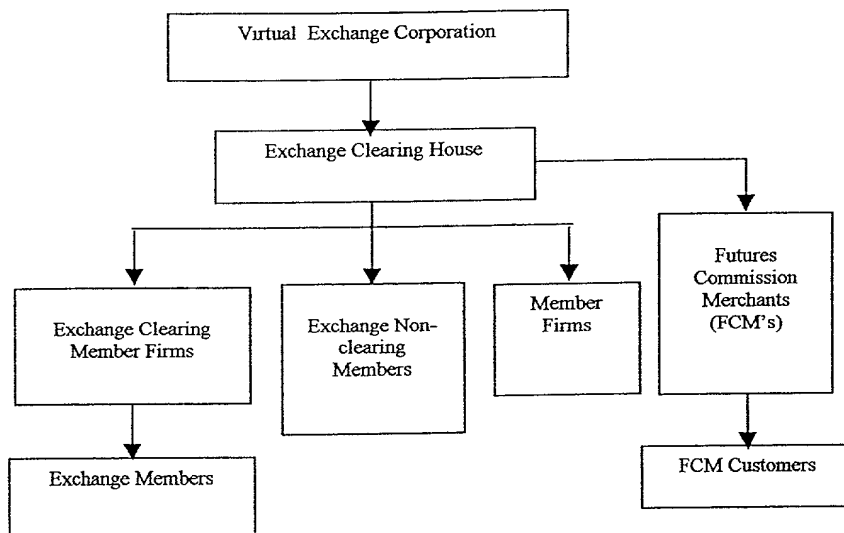 Virtual Exchange Corporation
Exchange Clearing House
Futures
Commission
Merchants
(FCM's)
Exchange Clearing
Member Firms
Exchange Non-
clearing
Members
Member
Firms
Exchange Members
FCM Customers